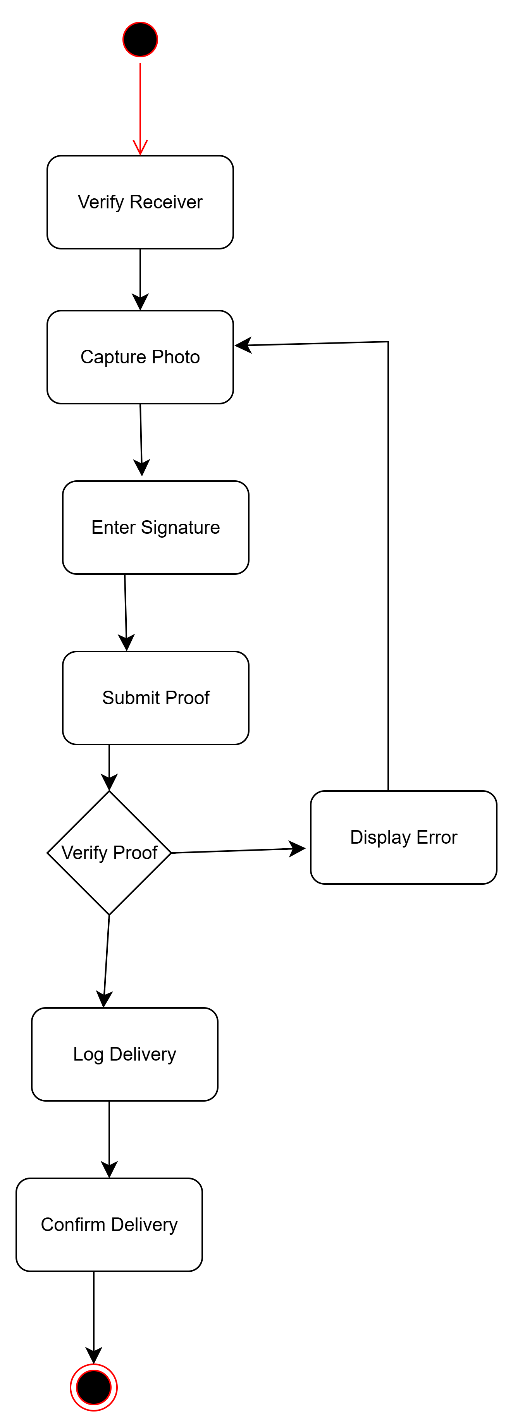 Verify Receiver
Capture Photo
Enter Signature
Submit Proof
Verify Proof
Display Error
Log Delivery
Confirm Delivery